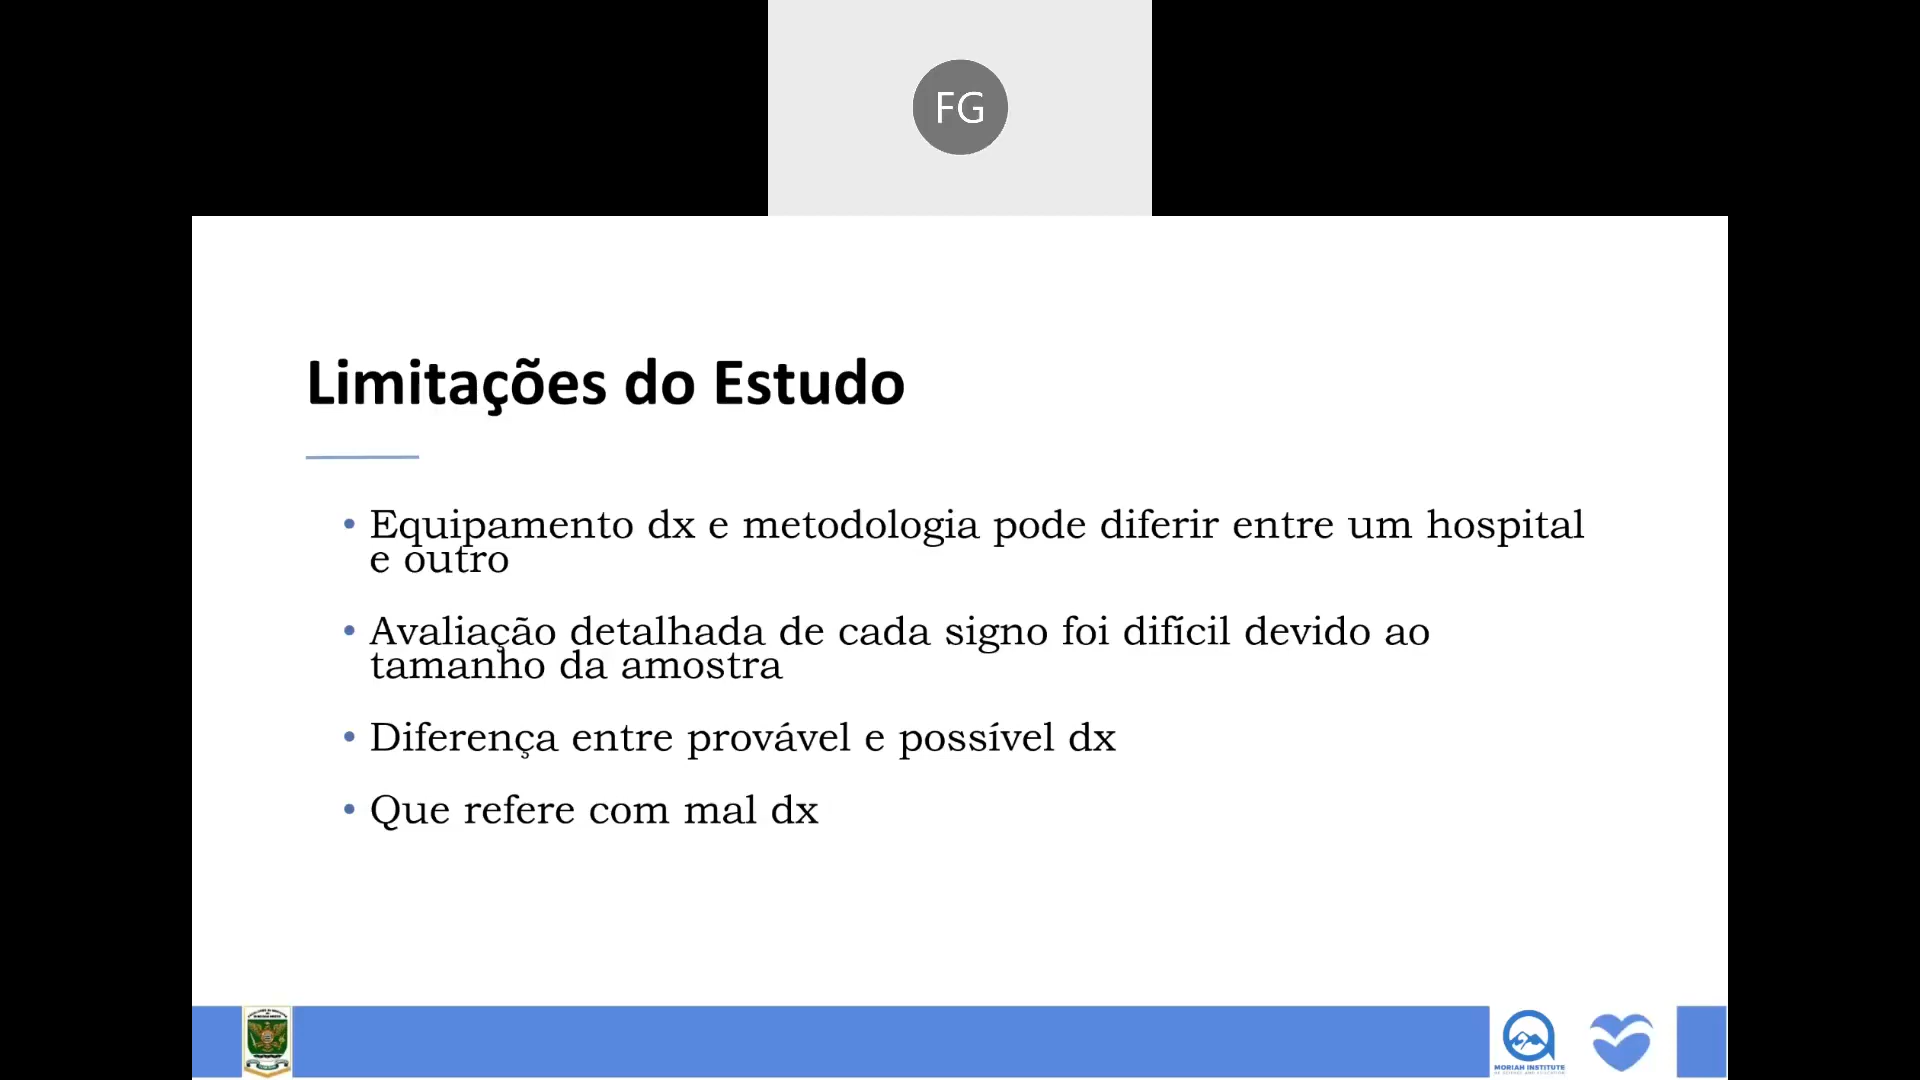 FG
Limitações do Estudo
• Equipamento dx e metodologia pode diferir entre um hospital
e outro
• Avaliação detalhada de cada signo foi difícil devido ao
tamanho da amostra
• Diferença entre provável e possível dx
• Que refere com mal dx
MORIAH INSTITUTE